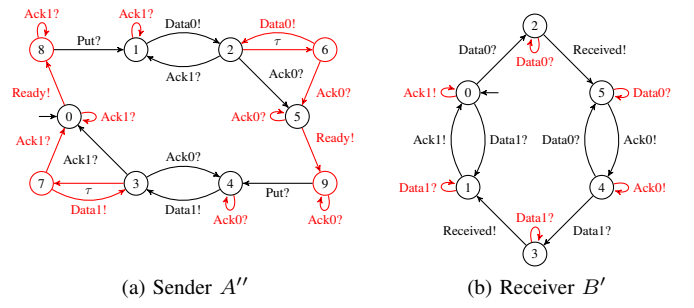 Ack1? Ack1? Data0! Data0!
8 Put? 1 2 τ 6
Ack1? Ack0?
Ready! Ack0? Ack0?
0 Ack1? 5
Ack1? Ack1? Ready!
Ack0?
7 τ 3 4 Put? 9
Data1! Data1!
Ack0? Ack0?
(a) Sender A′′
2
Data0? Data0? Received!
Ack1! 0 5 Data0?
Ack1! Data1? Data0? Ack0!
Data1? 1 4 Ack0!
Received! Data1? Data1?
3
(b) Receiver B′